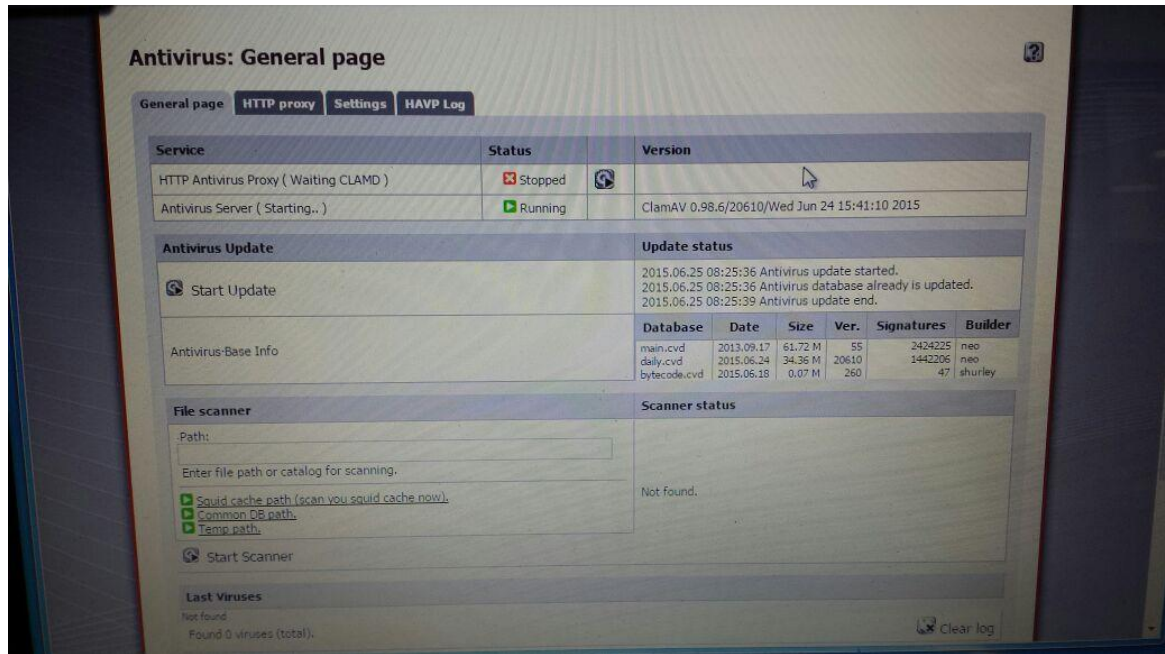 Antivirus: General page
General page HTTP proxy Settings HAVP Log
Service Status Version
HTTP Antivirus Proxy ( Waiting CLAMD ) Stopped
Antivirus Server ( Starting.. ) Running ClamAV 0.98.6/20610/Wed Jun 24 15:41:10 2015
Antivirus Update Update status
Start Update
2015.06.25 08:25:36 Antivirus update started.
2015.06.25 08:25:36 Antivirus database already is updated.
2015.06.25 08:25:39 Antivirus update end.
Antivirus-Base Info
Database Date Size Ver. Signatures Builder
main.cvd 2013.09.17 61.72 M 55 2424225 neo
daily.cvd 2015.06.24 34.36 M 20610 1442206 neo
bytecode.cvd 2015.06.18 0.07 M 260 47 shurley
File scanner Scanner status
Path:
Enter file path or catalog for scanning.
Not found.
Squid cache path (scan you squid cache now).
Common DB path.
Temp path.
Start Scanner
Last Viruses
Not found
Found 0 viruses (total).
Clear log